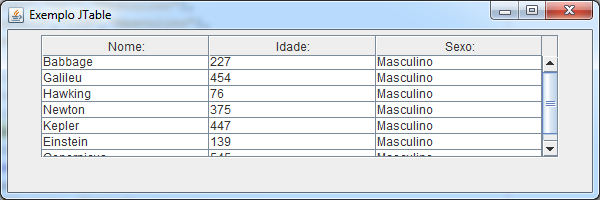 Exemplo JTable
Nome: Idade: Sexo:
Babbage 227 Masculino
Galileu 454 Masculino
Hawking 76 Masculino
Newton 375 Masculino
Kepler 447 Masculino
Einstein 139 Masculino